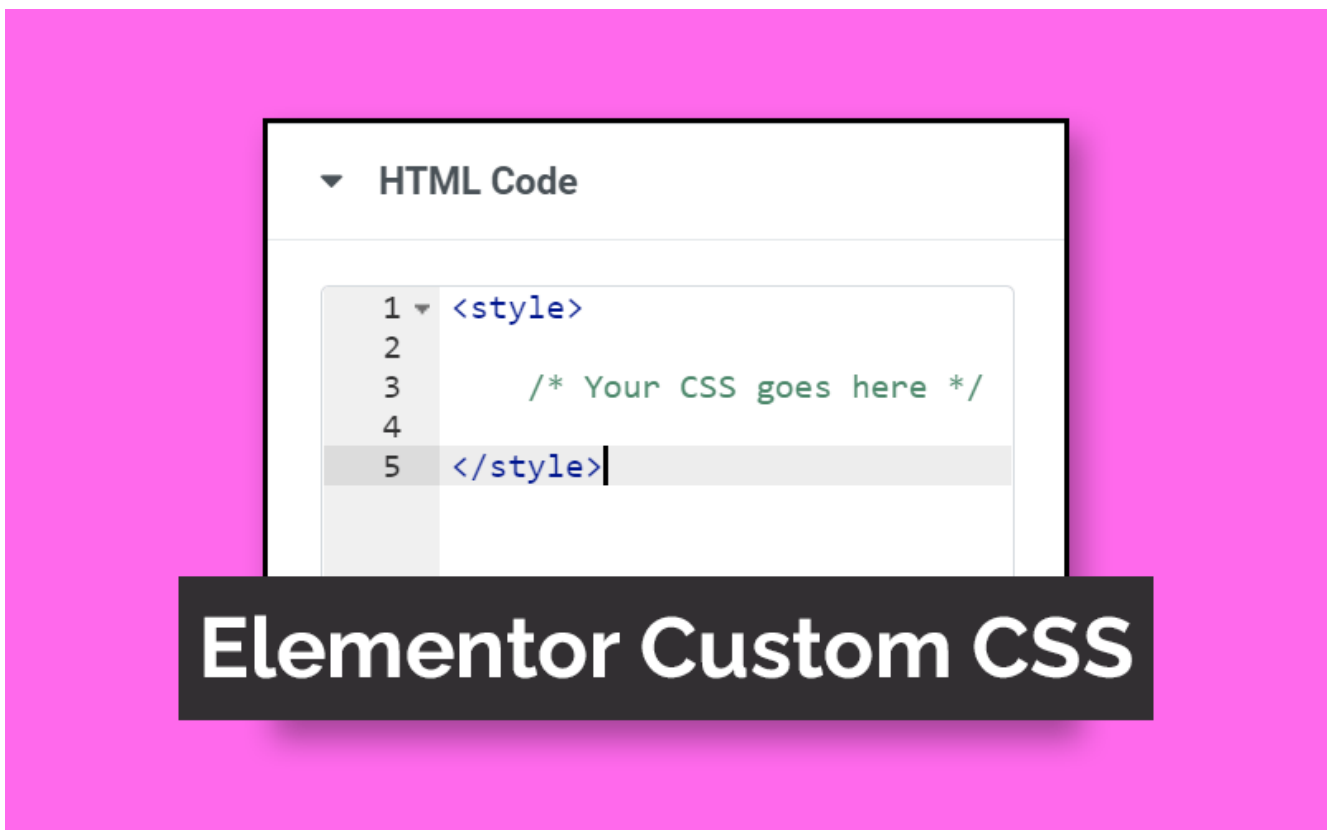 HTML Code
1 <style>
2
3 /* Your CSS goes here */
4
5 </style>
Elementor Custom CSS